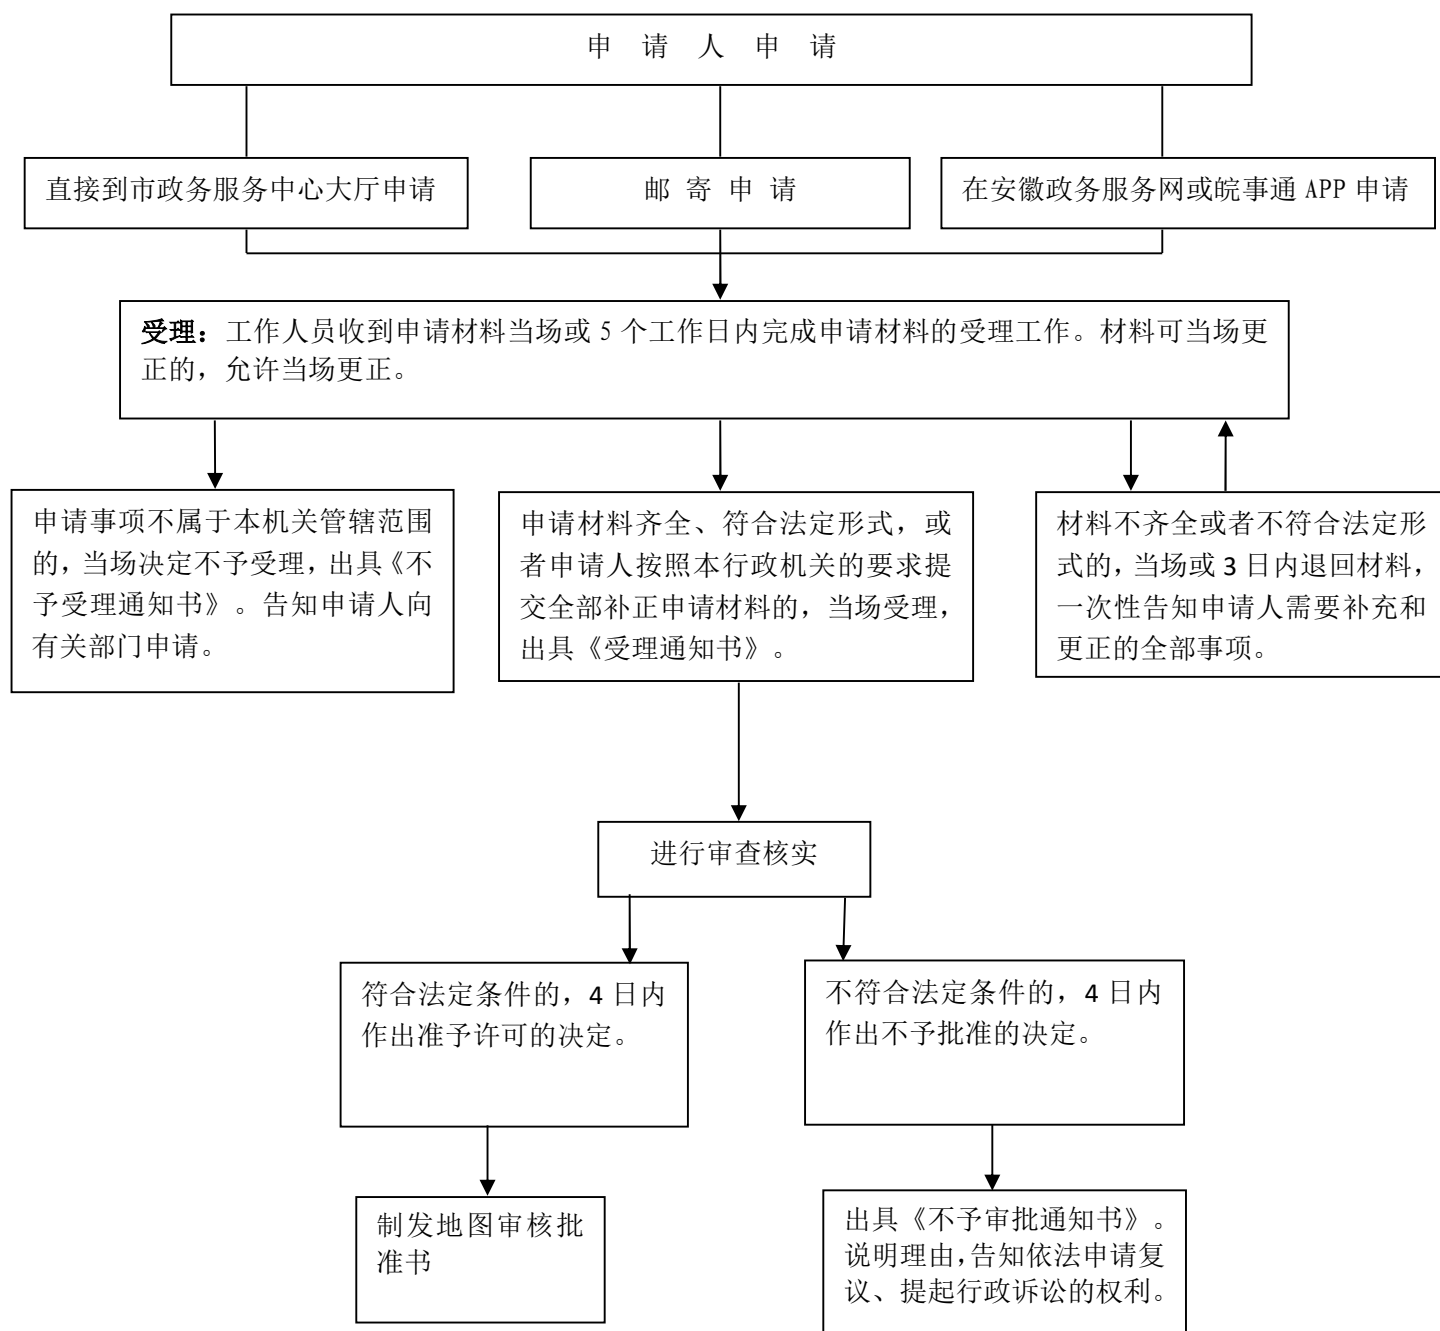 申 请 人 申 请
直接到市政务服务中心大厅申请
邮 寄 申 请
在安徽政务服务网或皖事通 APP 申请
受理：工作人员收到申请材料当场或 5 个工作日内完成申请材料的受理工作。材料可当场更
正的，允许当场更正。
申请事项不属于本机关管辖范围
的，当场决定不予受理，出具《不
予受理通知书》。告知申请人向
有关部门申请。
申请材料齐全、符合法定形式，或
者申请人按照本行政机关的要求提
交全部补正申请材料的，当场受理，
出具《受理通知书》。
材料不齐全或者不符合法定形
式的，当场或 3 日内退回材料，
一次性告知申请人需要补充和
更正的全部事项。
进行审查核实
符合法定条件的，4 日内
作出准予许可的决定。
不符合法定条件的，4 日内
作出不予批准的决定。
制发地图审核批
准书
出具《不予审批通知书》。
说明理由，告知依法申请复
议、提起行政诉讼的权利。